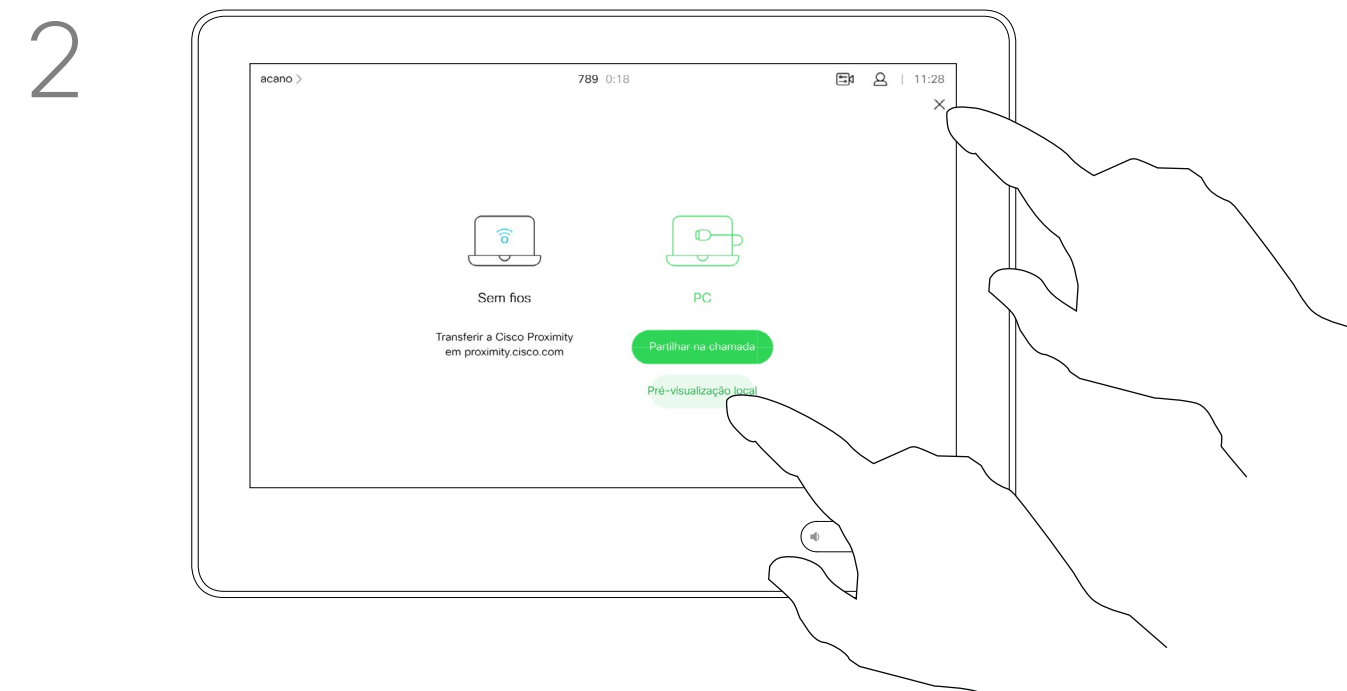 2
acano >
789 0:18
11:28
Sem fios
PC
Transferir a Cisco Proximity
em proximity.cisco.com
Partilhar na chamada
Pré-visualização local